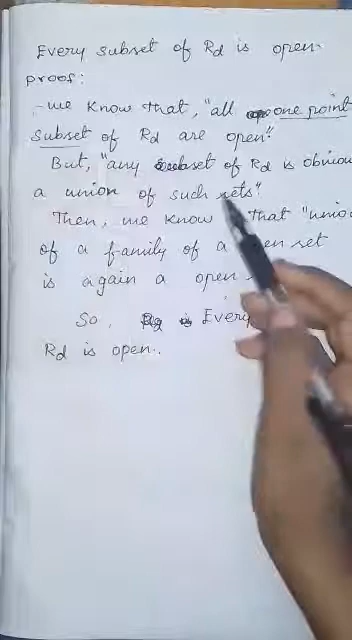 Every subset of Rd is open.
proof:
- we know that, "all one point
subset of Rd are open".
But, "any subset of Rd is
a union of such sets"
Then, we know that
of a family of a open set
is again a open
So, Every
Rd is open.